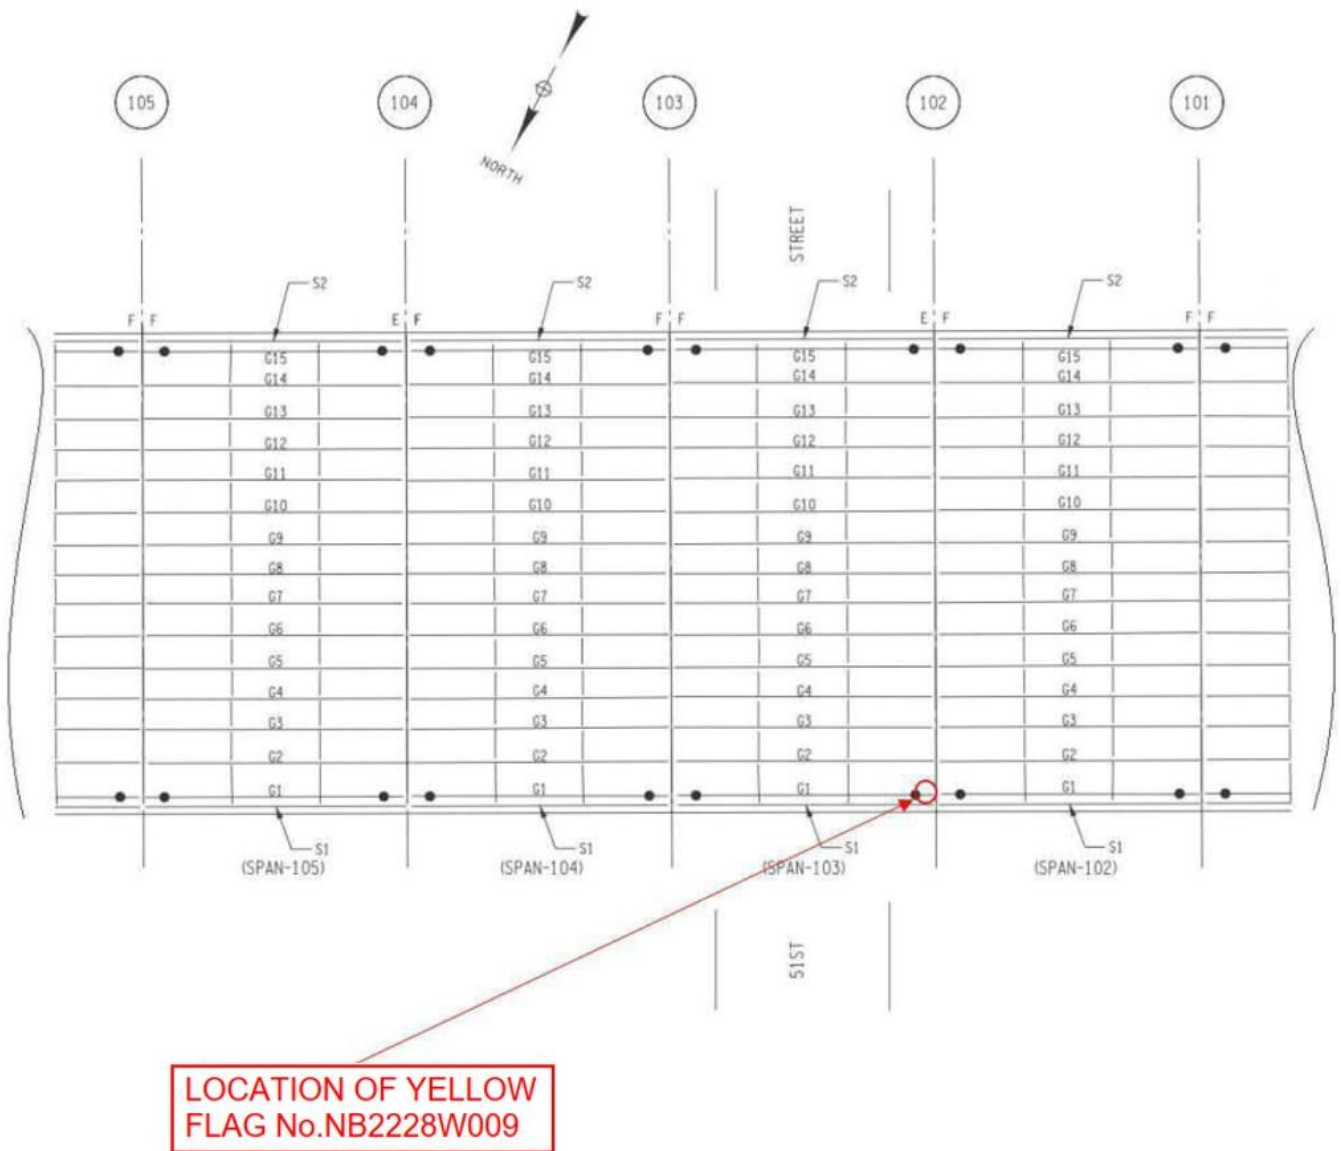 105
104
103
102
101
NORTH
STREET
S2
S2
S2
S2
F F
E F
F F
E F
F F
G15
G15
G15
G15
G14
G14
G14
G14
G13
G13
G13
G13
G12
G12
G12
G12
G11
G11
G11
G11
G10
G10
G10
G10
G9
G9
G9
G9
G8
G8
G8
G8
G7
G7
G7
G7
G6
G6
G6
G6
G5
G5
G5
G5
G4
G4
G4
G4
G3
G3
G3
G3
G2
G2
G2
G2
G1
G1
G1
G1
S1
S1
S1
S1
(SPAN-105)
(SPAN-104)
(SPAN-103)
(SPAN-102)
51ST
LOCATION OF YELLOW
FLAG No.NB2228W009